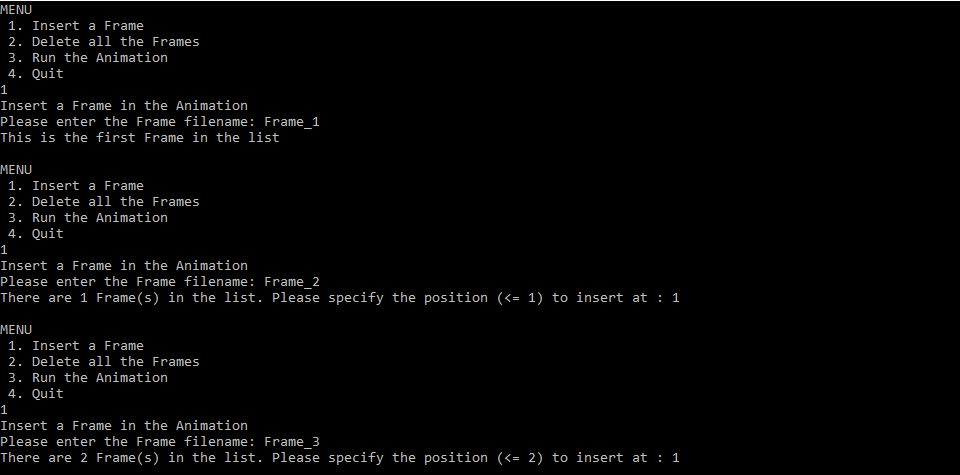 MENU
1. Insert a Frame
2. Delete all the Frames
3. Run the Animation
4. Quit
1
Insert a Frame in the Animation
Please enter the Frame filename: Frame_1
This is the first Frame in the list
MENU
1. Insert a Frame
2. Delete all the Frames
3. Run the Animation
4. Quit
1
Insert a Frame in the Animation
Please enter the Frame filename: Frame_2
There are 1 Frame(s) in the list. Please specify the position (<= 1) to insert at : 1
MENU
1. Insert a Frame
2. Delete all the Frames
3. Run the Animation
4. Quit
1
Insert a Frame in the Animation
Please enter the Frame filename: Frame_3
There are 2 Frame(s) in the list. Please specify the position (<= 2) to insert at : 1